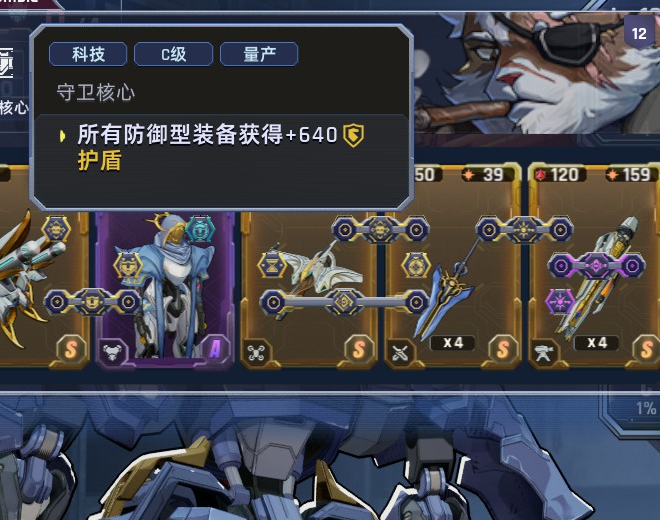 12
科技 C级 量产
守卫核心
核心
所有防御型装备获得+640
护盾
50 39 120 159
S A S x4 S x4 S
1%